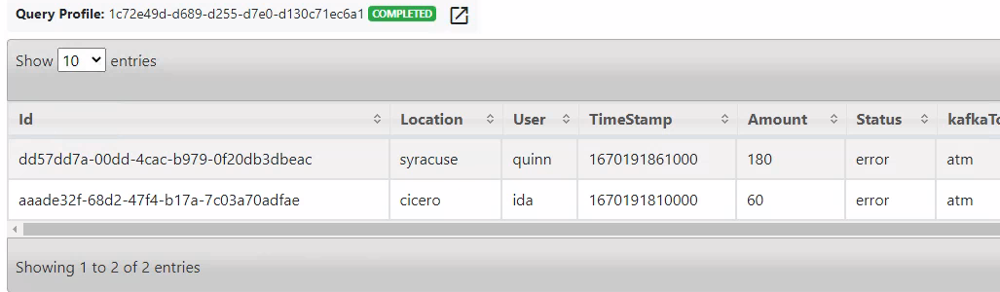 Query Profile: 1c72e49d-d689-d255-d7e0-d130c71ec6a1 COMPLETED
Show 10 entries
Id Location User TimeStamp Amount Status kafkaTo
dd57dd7a-00dd-4cac-b979-0f20db3dbeac syracuse quinn 1670191861000 180 error atm
aaade32f-68d2-47f4-b17a-7c03a70adfae cicero ida 1670191810000 60 error atm
Showing 1 to 2 of 2 entries